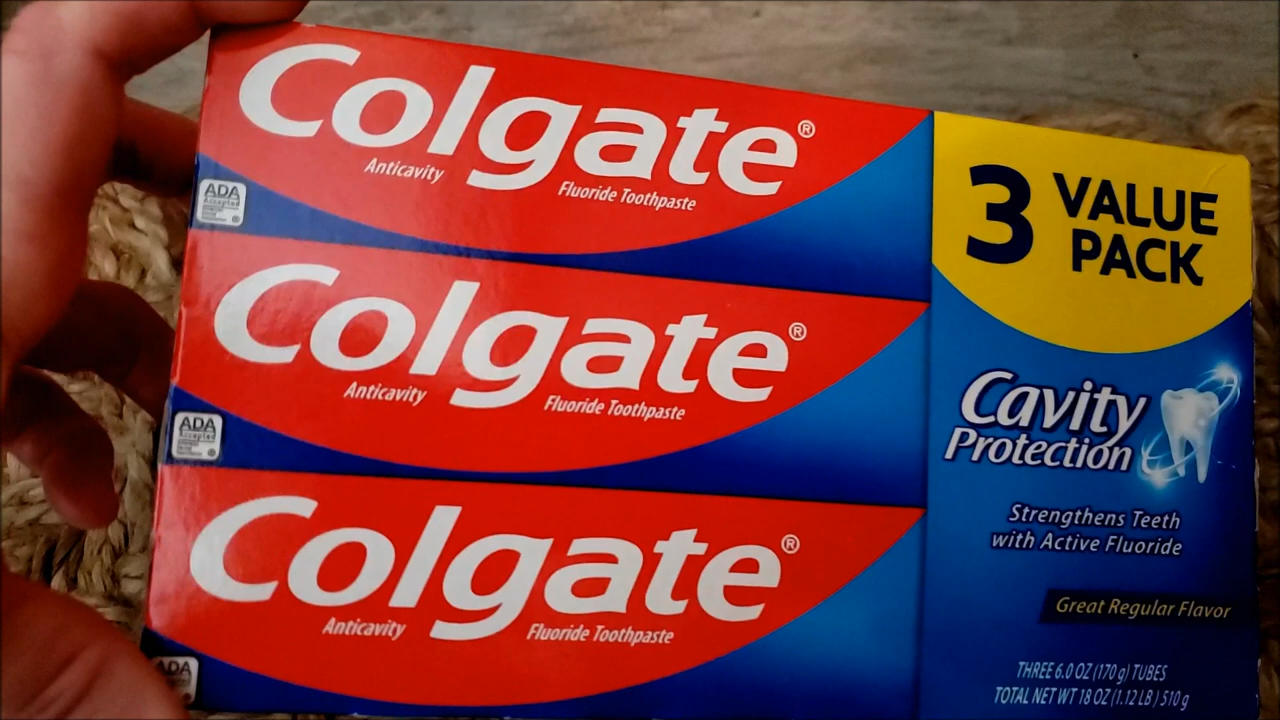 Colgate®
Anticavity
Fluoride Toothpaste
ADA
Accepted
Colgate®
Anticavity
Fluoride Toothpaste
ADA
Accepted
Colgate®
Anticavity
Fluoride Toothpaste
ADA
3 VALUE
PACK
Cavity
Protection
Strengthens Teeth
with Active Fluoride
Great Regular Flavor
THREE 6.0 OZ (170 g) TUBES
TOTAL NET WT 18 OZ (1.12 LB) 510 g